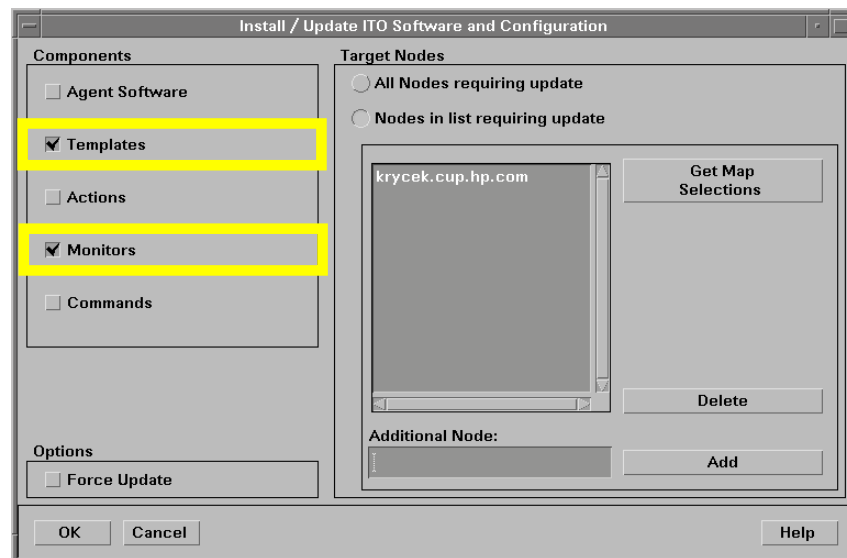 Install / Update ITO Software and Configuration
Components
Agent Software
Templates
Actions
Monitors
Commands
Options
Force Update
Target Nodes
All Nodes requiring update
Nodes in list requiring update
krycek.cup.hp.com
Get Map
Selections
Delete
Additional Node:
Add
OK
Cancel
Help